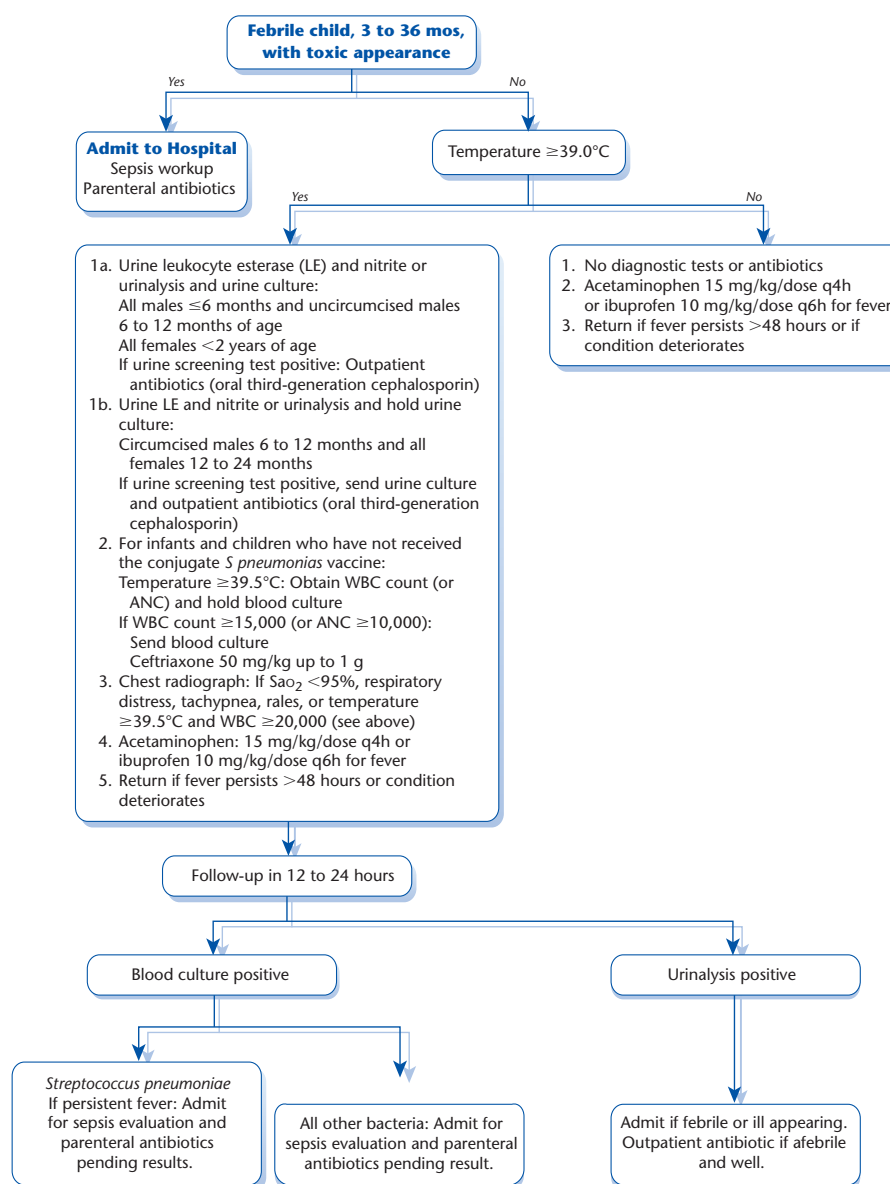 Febrile child, 3 to 36 mos,
with toxic appearance
Yes
No
Admit to Hospital
Sepsis workup
Parenteral antibiotics
Temperature ≥39.0°C
Yes
No
1a. Urine leukocyte esterase (LE) and nitrite or
urinalysis and urine culture:
All males ≤6 months and uncircumcised males
6 to 12 months of age
All females <2 years of age
If urine screening test positive: Outpatient
antibiotics (oral third-generation cephalosporin)
1b. Urine LE and nitrite or urinalysis and hold urine
culture:
Circumcised males 6 to 12 months and all
females 12 to 24 months
If urine screening test positive, send urine culture
and outpatient antibiotics (oral third-generation
cephalosporin)
2. For infants and children who have not received
the conjugate S pneumonias vaccine:
Temperature ≥39.5°C: Obtain WBC count (or
ANC) and hold blood culture
If WBC count ≥15,000 (or ANC ≥10,000):
Send blood culture
Ceftriaxone 50 mg/kg up to 1 g
3. Chest radiograph: If SaO2 <95%, respiratory
distress, tachypnea, rales, or temperature
≥39.5°C and WBC ≥20,000 (see above)
4. Acetaminophen: 15 mg/kg/dose q4h or
ibuprofen 10 mg/kg/dose q6h for fever
5. Return if fever persists >48 hours or condition
deteriorates
1. No diagnostic tests or antibiotics
2. Acetaminophen 15 mg/kg/dose q4h
or ibuprofen 10 mg/kg/dose q6h for fever
3. Return if fever persists >48 hours or if
condition deteriorates
Follow-up in 12 to 24 hours
Blood culture positive
Urinalysis positive
Streptococcus pneumoniae
If persistent fever: Admit
for sepsis evaluation and
parenteral antibiotics
pending results.
All other bacteria: Admit for
sepsis evaluation and parenteral
antibiotics pending result.
Admit if febrile or ill appearing.
Outpatient antibiotic if afebrile
and well.